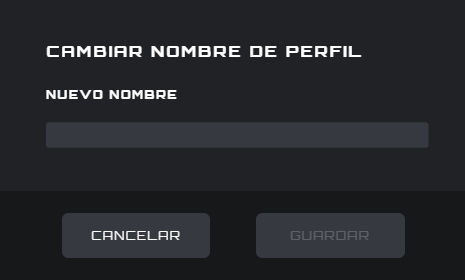 CAMBIAR NOMBRE DE PERFIL
NUEVO NOMBRE
CANCELAR
GUARDAR